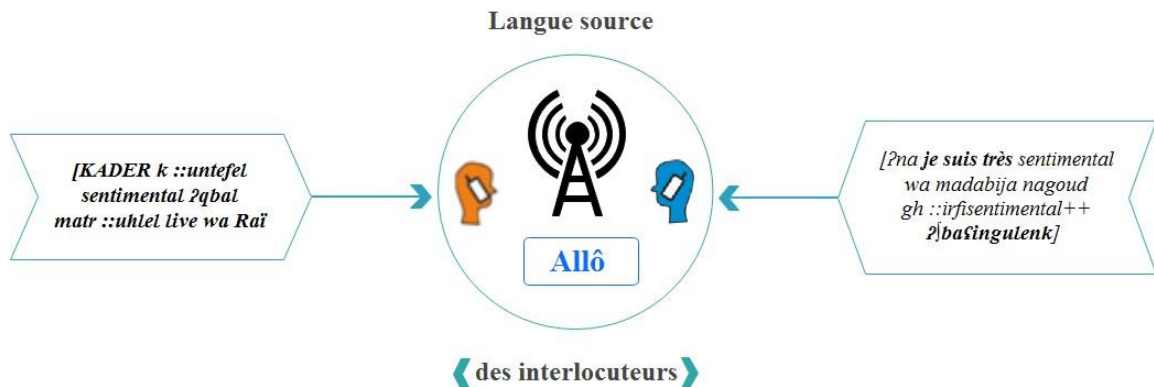 Langue source
[KADER k ::untefel
sentimental ʔqbal
matr ::uhlel live wa Raï
Allô
[ʔna je suis très sentimental
wa madabija nagoud
gh ::irfisentimental++
ʔʃbaʕingulenk]
des interlocuteurs